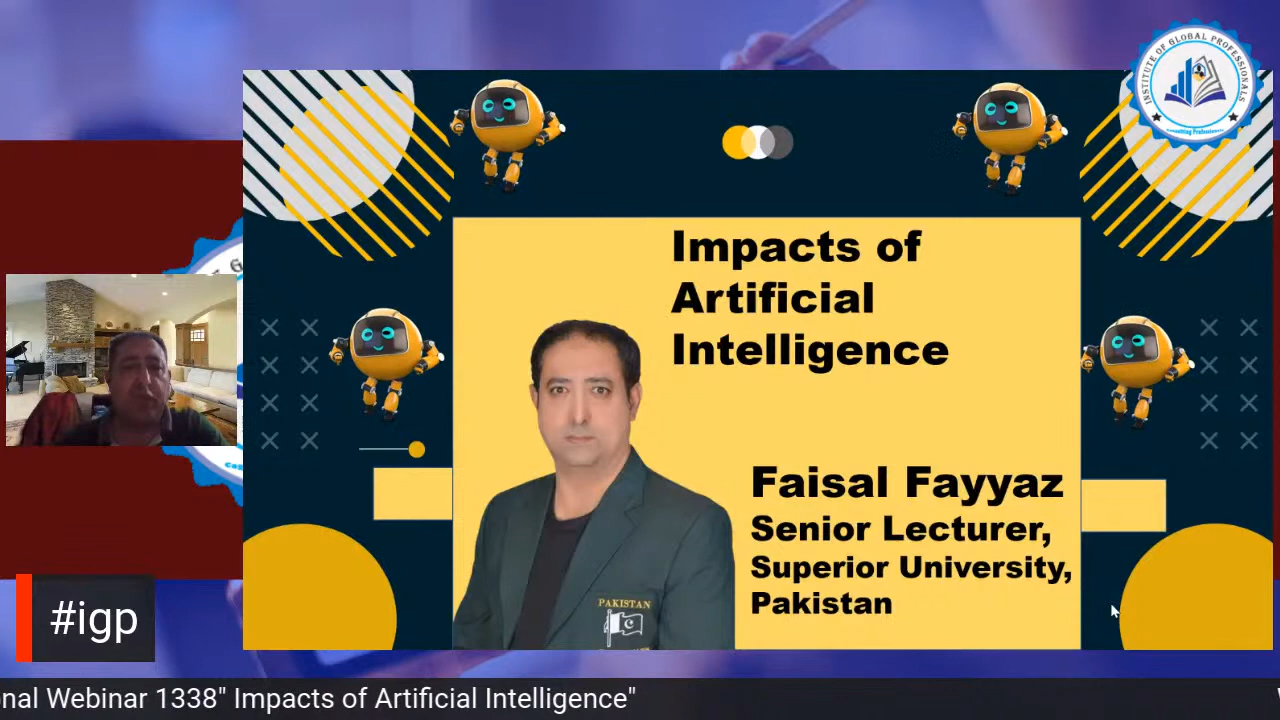 INSTITUTE OF GLOBAL PROFESSIONALS
Impacts of
Artificial
Intelligence
Faisal Fayyaz
Senior Lecturer,
Superior University,
Pakistan
PAKISTAN
#igp
onal Webinar 1338" Impacts of Artificial Intelligence"